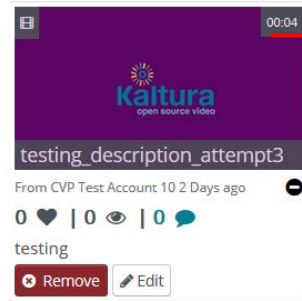 00:04
Kaltura
open source video
testing_description_attempt3
From CVP Test Account 10 2 Days ago
0 | 0 | 0
testing
Remove Edit